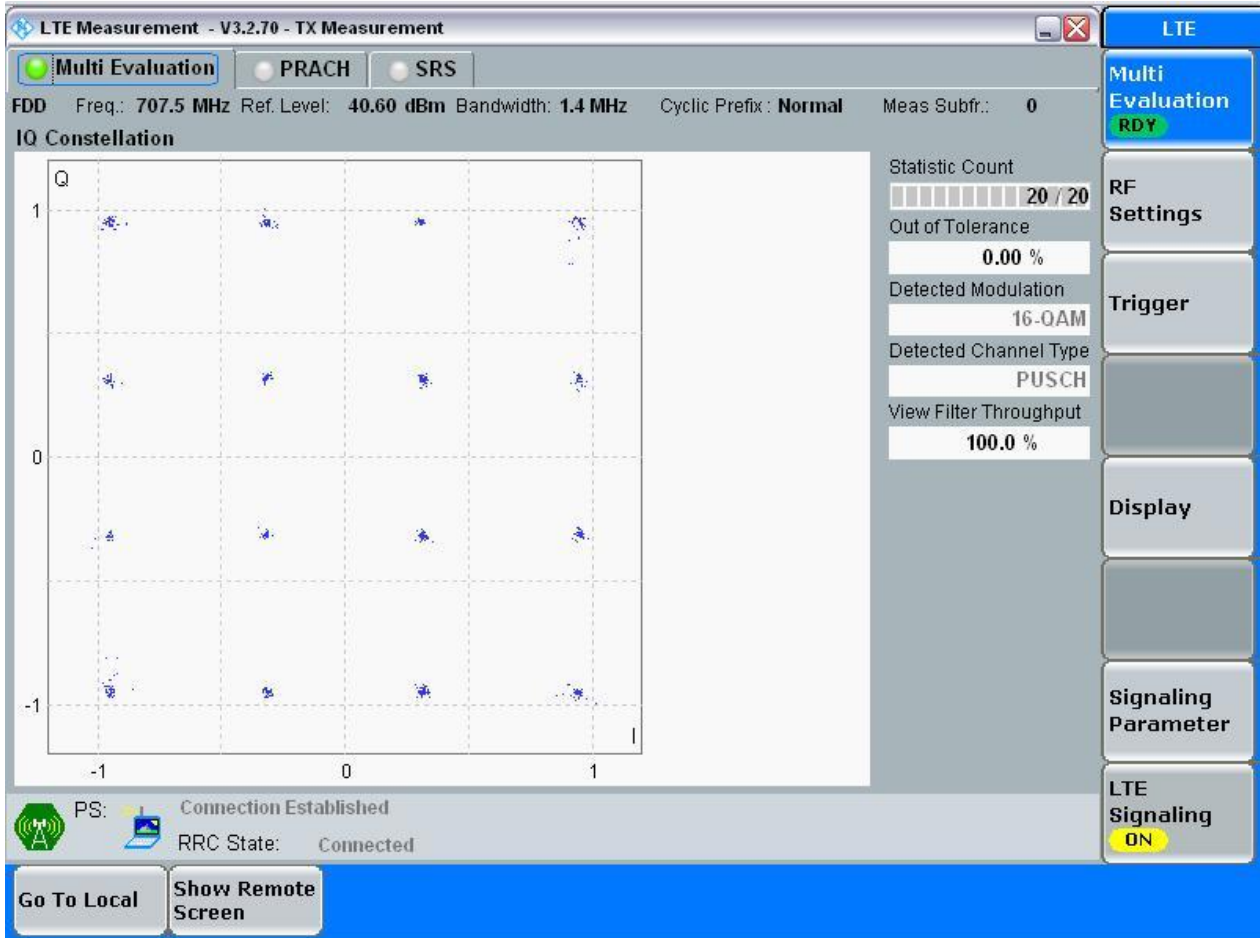 LTE Measurement - V3.2.70 - TX Measurement
LTE
Multi Evaluation PRACH SRS
FDD Freq.: 707.5 MHz Ref. Level: 40.60 dBm Bandwidth: 1.4 MHz Cyclic Prefix : Normal Meas Subfr.: 0
IQ Constellation
Q
1
0
-1
I
-1 0 1
Statistic Count
20 / 20
Out of Tolerance
0.00 %
Detected Modulation
16-QAM
Detected Channel Type
PUSCH
View Filter Throughput
100.0 %
Multi
Evaluation
RDY
RF
Settings
Trigger
Display
Signaling
Parameter
LTE
Signaling
ON
PS: Connection Established
RRC State: Connected
Go To Local
Show Remote
Screen